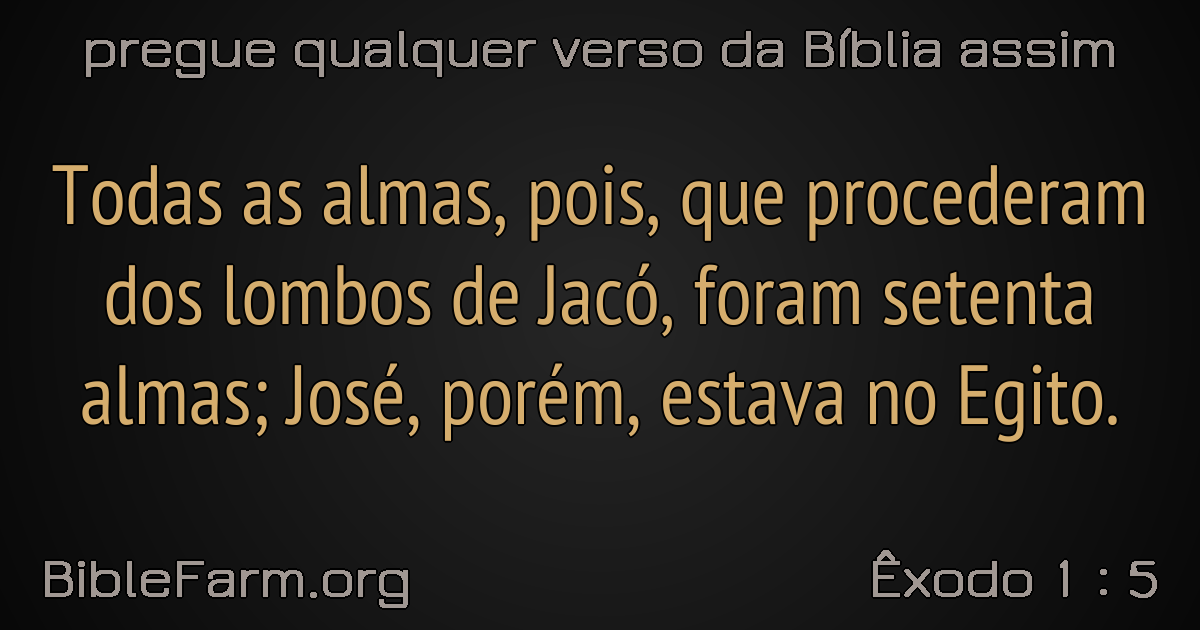 pregue qualquer verso da Bíblia assim
Todas as almas, pois, que procederam
dos lombos de Jacó, foram setenta
almas; José, porém, estava no Egito.
BibleFarm.org
Êxodo 1 : 5